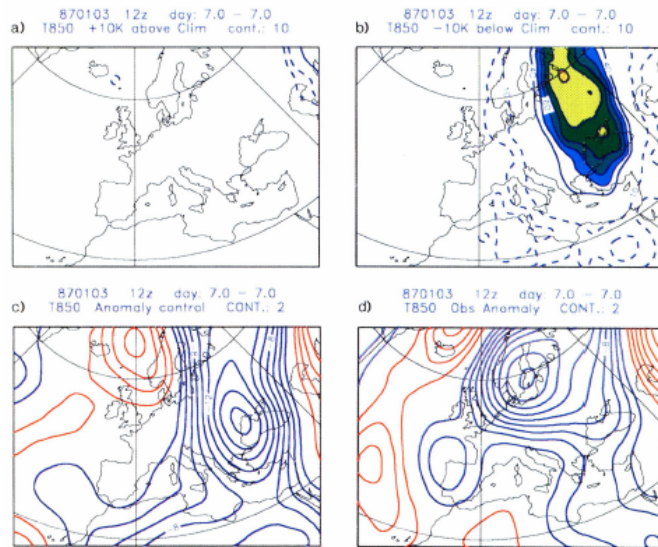 870103 12z day: 7.0 - 7.0
a) T850 +10K above Clim cont.: 10
870103 12z day: 7.0 - 7.0
b) T850 -10K below Clim cont.: 10
870103 12z day: 7.0 - 7.0
c) T850 Anomaly control CONT.: 2
870103 12z day: 7.0 - 7.0
d) T850 Obs Anomaly CONT.: 2